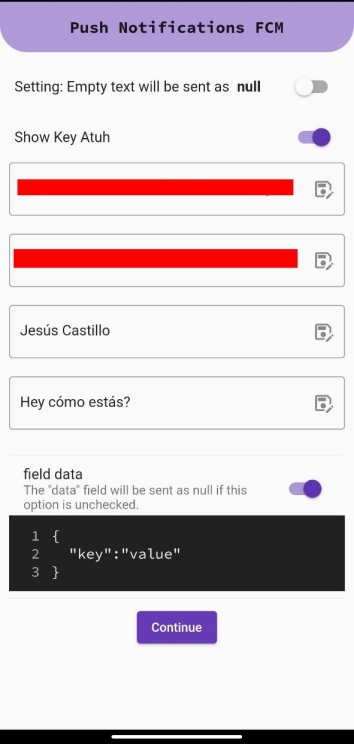 Push Notifications FCM
Setting: Empty text will be sent as null
Show Key Atuh
Jesús Castillo
Hey cómo estás?
field data
The "data" field will be sent as null if this
option is unchecked.
1 {
2 "key":"value"
3 }
Continue